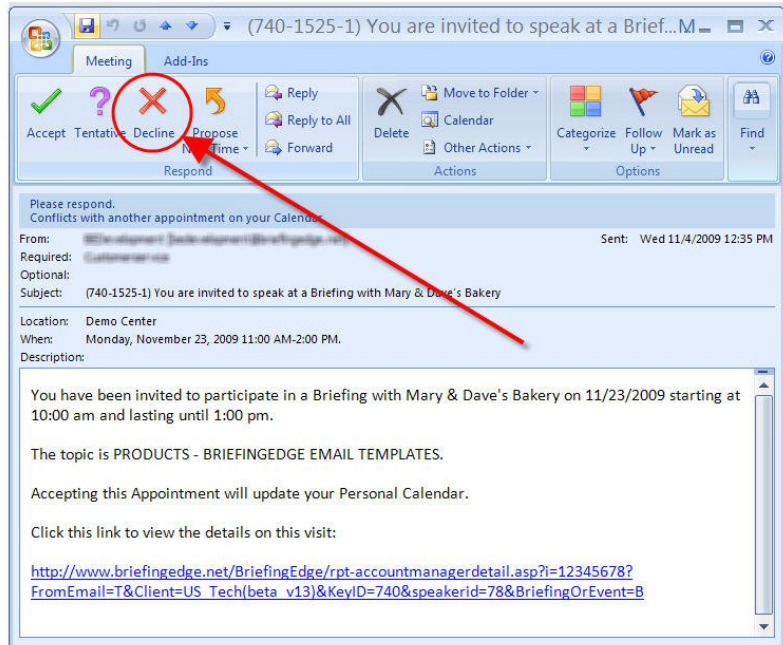 (740-1525-1) You are invited to speak at a Brief...M
Meeting Add-Ins
Accept Tentative Decline Propose
Time
Reply
Reply to All
Forward
Respond
Delete
Move to Folder
Calendar
Other Actions
Actions
Categorize Follow Up Mark as Unread
Options
Find
Please respond.
Conflicts with another appointment on your Calendar.
From:
Sent: Wed 11/4/2009 12:35 PM
Required:
Optional:
Subject: (740-1525-1) You are invited to speak at a Briefing with Mary & Dave's Bakery
Location: Demo Center
When: Monday, November 23, 2009 11:00 AM-2:00 PM.
Description:
You have been invited to participate in a Briefing with Mary & Dave's Bakery on 11/23/2009 starting at
10:00 am and lasting until 1:00 pm.
The topic is PRODUCTS - BRIEFINGEDGE EMAIL TEMPLATES.
Accepting this Appointment will update your Personal Calendar.
Click this link to view the details on this visit:
http://www.briefingedge.net/BriefingEdge/rpt-accountmanagerdetail.asp?i=12345678?
FromEmail=T&Client=US_Tech(beta_v13)&KeyID=740&speakerid=78&BriefingOrEvent=B